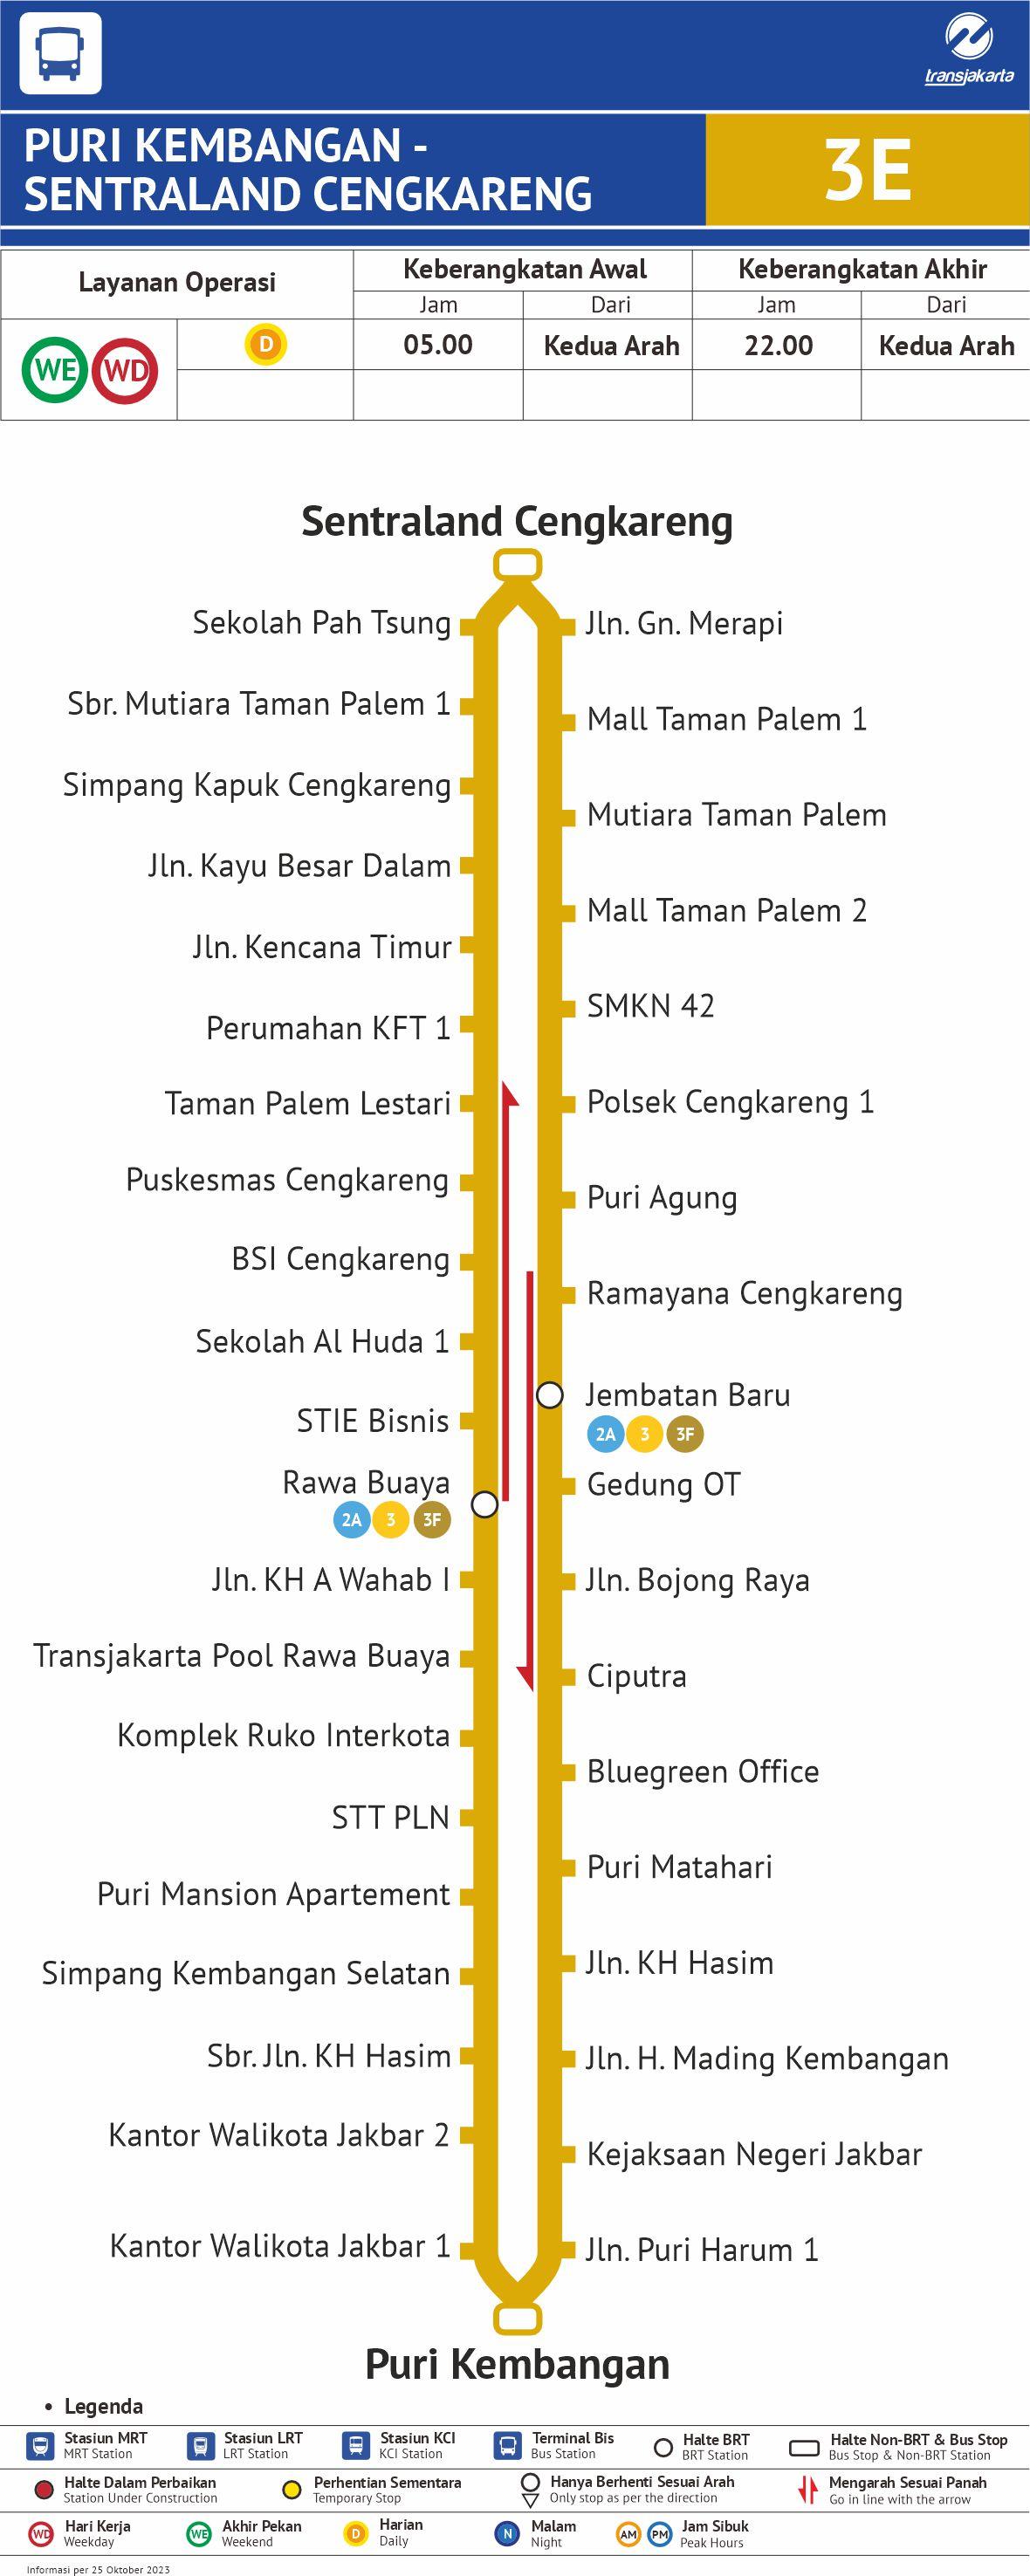 transjakarta
PURI KEMBANGAN -
SENTRALAND CENGKARENG
3E
Layanan Operasi
Keberangkatan Awal
Keberangkatan Akhir
Jam
Dari
Jam
Dari
WE
WD
D
05.00
Kedua Arah
22.00
Kedua Arah
Sentraland Cengkareng
Sekolah Pah Tsung
Sbr. Mutiara Taman Palem 1
Simpang Kapuk Cengkareng
Jln. Kayu Besar Dalam
Jln. Kencana Timur
Perumahan KFT 1
Taman Palem Lestari
Puskesmas Cengkareng
BSI Cengkareng
Sekolah Al Huda 1
STIE Bisnis
Rawa Buaya
2A 3 3F
Jln. KH A Wahab I
Transjakarta Pool Rawa Buaya
Komplek Ruko Interkota
STT PLN
Puri Mansion Apartement
Simpang Kembangan Selatan
Sbr. Jln. KH Hasim
Kantor Walikota Jakbar 2
Kantor Walikota Jakbar 1
Jln. Gn. Merapi
Mall Taman Palem 1
Mutiara Taman Palem
Mall Taman Palem 2
SMKN 42
Polsek Cengkareng 1
Puri Agung
Ramayana Cengkareng
Jembatan Baru
2A 3 3F
Gedung OT
Jln. Bojong Raya
Ciputra
Bluegreen Office
Puri Matahari
Jln. KH Hasim
Jln. H. Mading Kembangan
Kejaksaan Negeri Jakbar
Jln. Puri Harum 1
Puri Kembangan
• Legenda
Stasiun MRT
MRT Station
Stasiun LRT
LRT Station
Stasiun KCI
KCI Station
Terminal Bis
Bus Station
Halte BRT
BRT Station
Halte Non-BRT & Bus Stop
Bus Stop & Non-BRT Station
Halte Dalam Perbaikan
Station Under Construction
Perhentian Sementara
Temporary Stop
Hanya Berhenti Sesuai Arah
Only stop as per the direction
Mengarah Sesuai Panah
Go in line with the arrow
WD
Hari Kerja
Weekday
WE
Akhir Pekan
Weekend
D
Harian
Daily
N
Malam
Night
AM PM
Jam Sibuk
Peak Hours
Informasi per 25 Oktober 2023